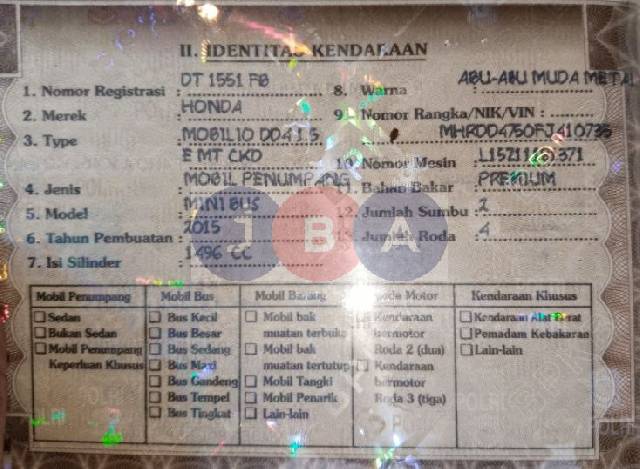 II. IDENTITAS KENDARAAN
1. Nomor Registrasi : DT 1551 FB
2. Merek : HONDA
3. Type : MOBILIO DD4 1.5
E MT CKD
4. Jenis : MOBIL PENUMPANG
5. Model : MINIBUS
6. Tahun Pembuatan : 2015
7. Isi Silinder : 1496 CC
8. Warna : ABU-ABU MUDA METAL
9. Nomor Rangka/NIK/VIN :
MHRDD4750FJ410735
10. Nomor Mesin :
11. Bahan Bakar : PREMIUM
12. Jumlah Sumbu : 2
13. Jumlah Roda : 4
JBA
Mobil Penumpang
Sedan
Bukan Sedan
Mobil Penumpang
Keperluan Khusus
Mobil Bus
Bus Kecil
Bus Besar
Bus Sedang
Bus Maxi
Bus Gandeng
Bus Tempel
Bus Tingkat
Mobil Barang
Mobil bak
muatan terbuka
Mobil bak
muatan tertutup
Mobil Tangki
Mobil Penarik
Lain-lain
Sepeda Motor
Kendaraan
bermotor
Roda 2 (dua)
Kendaraan
bermotor
Roda 3 (tiga)
Kendaraan Khusus
Kendaraan Alat Berat
Pemadam Kebakaran
Lain-lain